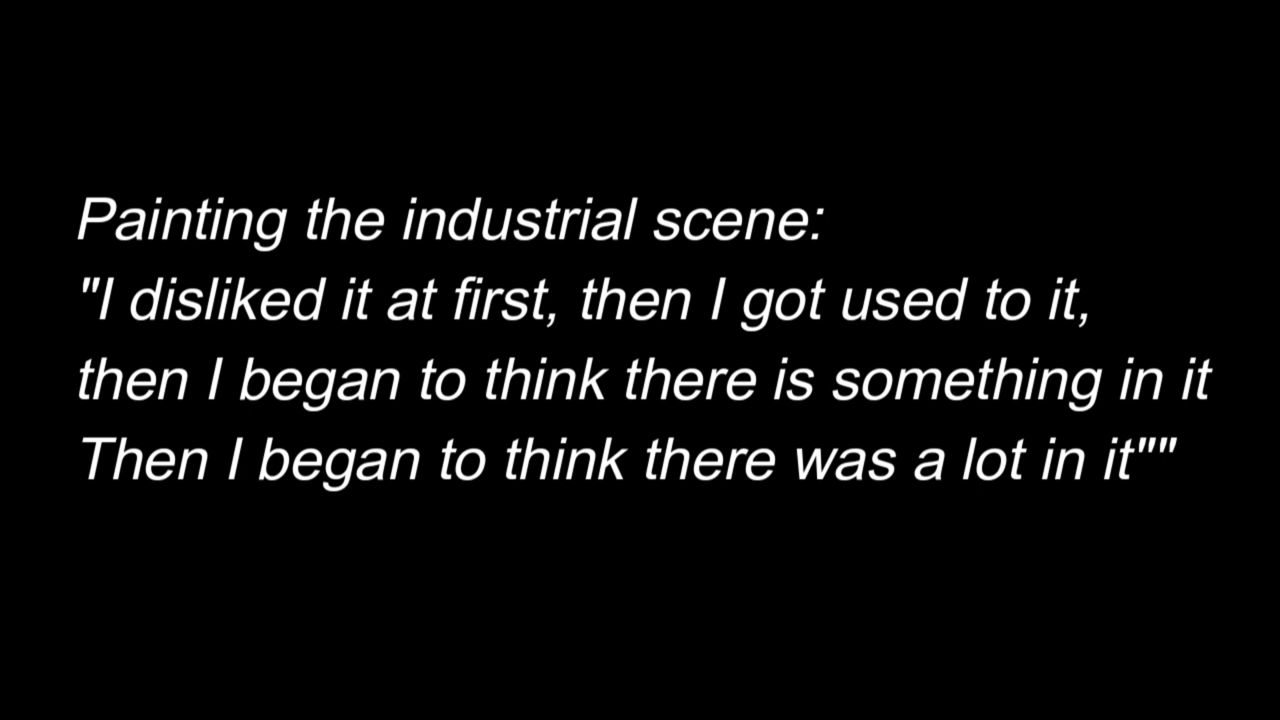 Painting the industrial scene:
"I disliked it at first, then I got used to it,
then I began to think there is something in it
Then I began to think there was a lot in it""